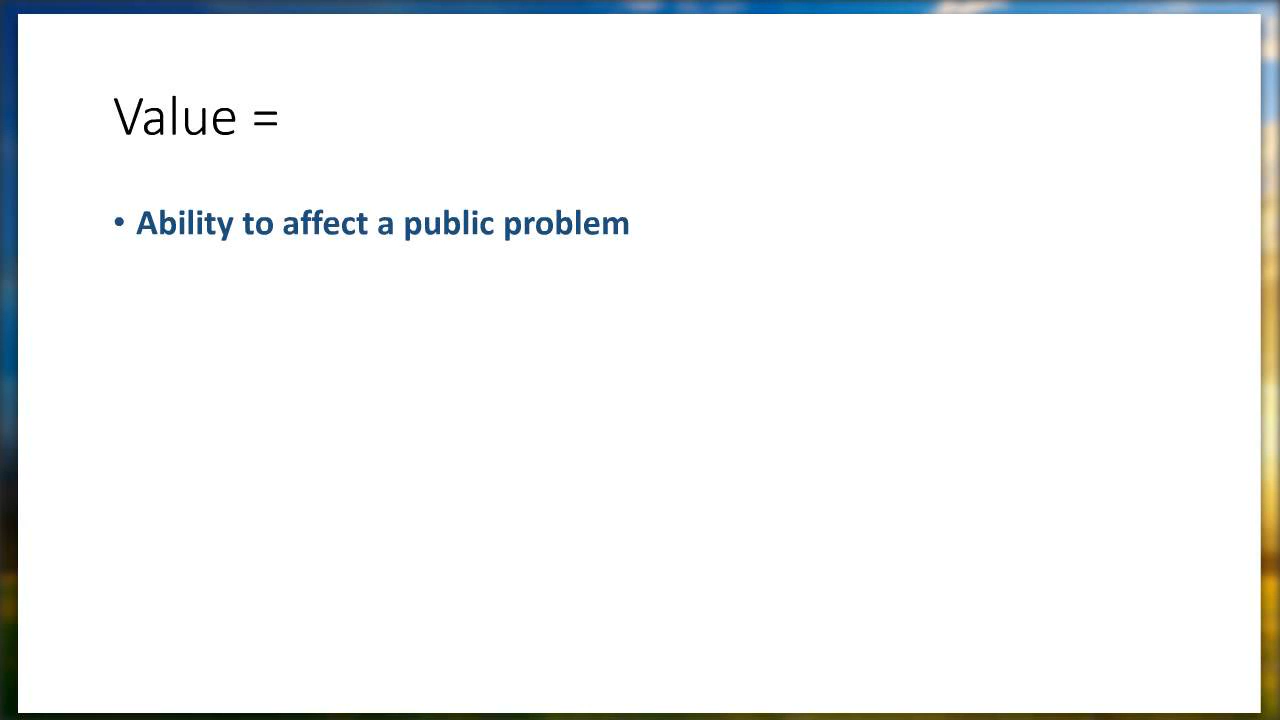 Value =
• Ability to affect a public problem